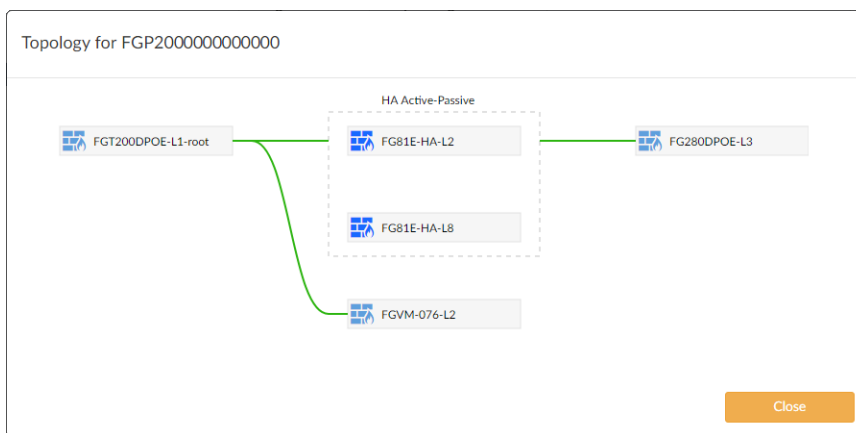 Topology for FGP2000000000000
HA Active-Passive
FGT200DPOE-L1-root
FG81E-HA-L2
FG280DPOE-L3
FG81E-HA-L8
FGVM-076-L2
Close